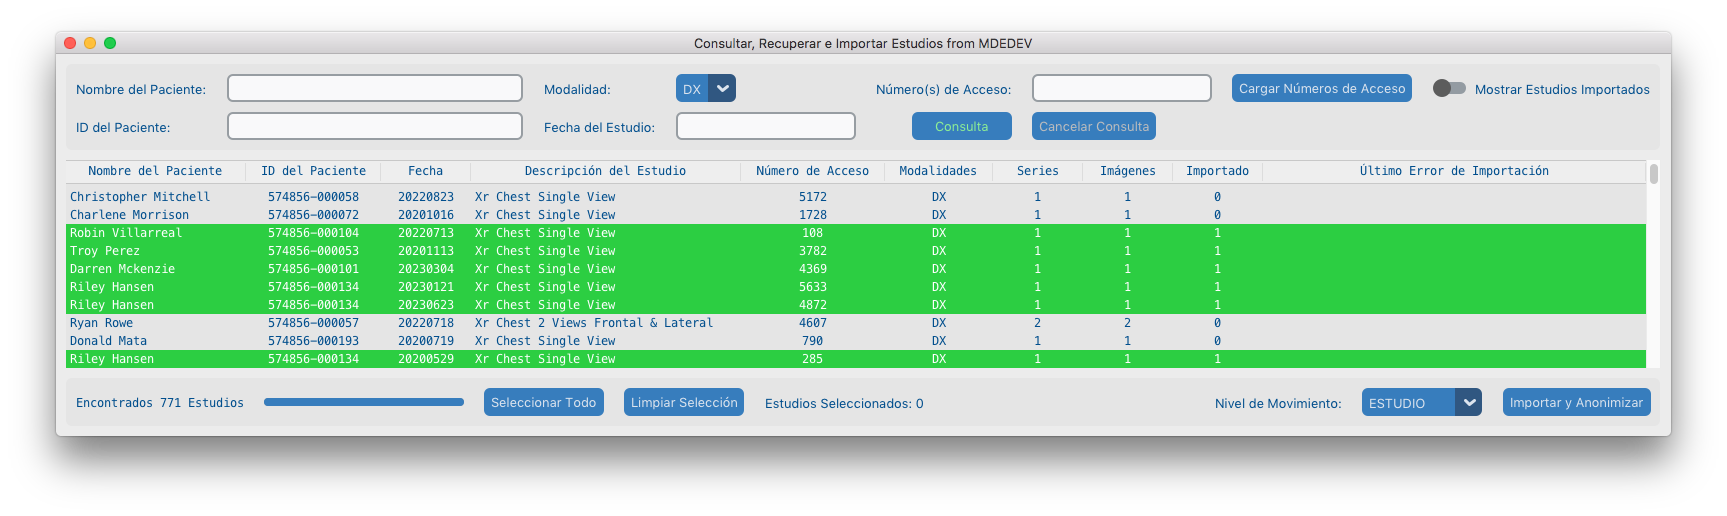 Consultar, Recuperar e Importar Estudios from MDEDEV
Nombre del Paciente: Modalidad: DX Número(s) de Acceso: Cargar Números de Acceso Mostrar Estudios Importados
ID del Paciente: Fecha del Estudio: Consulta Cancelar Consulta
Nombre del Paciente ID del Paciente Fecha Descripción del Estudio Número de Acceso Modalidades Series Imágenes Importado Último Error de Importación
Christopher Mitchell 574856-000058 20220823 Xr Chest Single View 5172 DX 1 1 0
Charlene Morrison 574856-000072 20201016 Xr Chest Single View 1728 DX 1 1 0
Robin Villarreal 574856-000104 20220713 Xr Chest Single View 108 DX 1 1 1
Troy Perez 574856-000053 20201113 Xr Chest Single View 3782 DX 1 1 1
Darren Mckenzie 574856-000101 20230304 Xr Chest Single View 4369 DX 1 1 1
Riley Hansen 574856-000134 20230121 Xr Chest Single View 5633 DX 1 1 1
Riley Hansen 574856-000134 20230623 Xr Chest Single View 4872 DX 1 1 1
Ryan Rowe 574856-000057 20220718 Xr Chest 2 Views Frontal & Lateral 4607 DX 2 2 0
Donald Mata 574856-000193 20200719 Xr Chest Single View 790 DX 1 1 0
Riley Hansen 574856-000134 20200529 Xr Chest Single View 285 DX 1 1 1
Encontrados 771 Estudios Seleccionar Todo Limpiar Selección Estudios Seleccionados: 0 Nivel de Movimiento: ESTUDIO Importar y Anonimizar